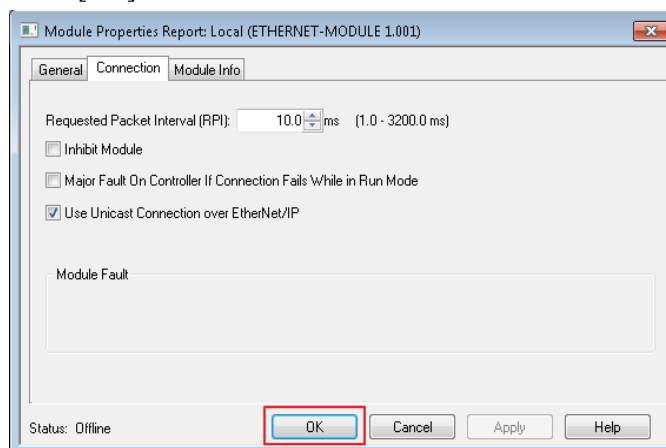 Module Properties Report: Local (ETHERNET-MODULE 1.001)
General Connection Module Info
Requested Packet Interval (RPI): 10.0 ms (1.0 - 3200.0 ms)
Inhibit Module
Major Fault On Controller If Connection Fails While in Run Mode
Use Unicast Connection over EtherNet/IP
Module Fault
Status: Offline OK Cancel Apply Help